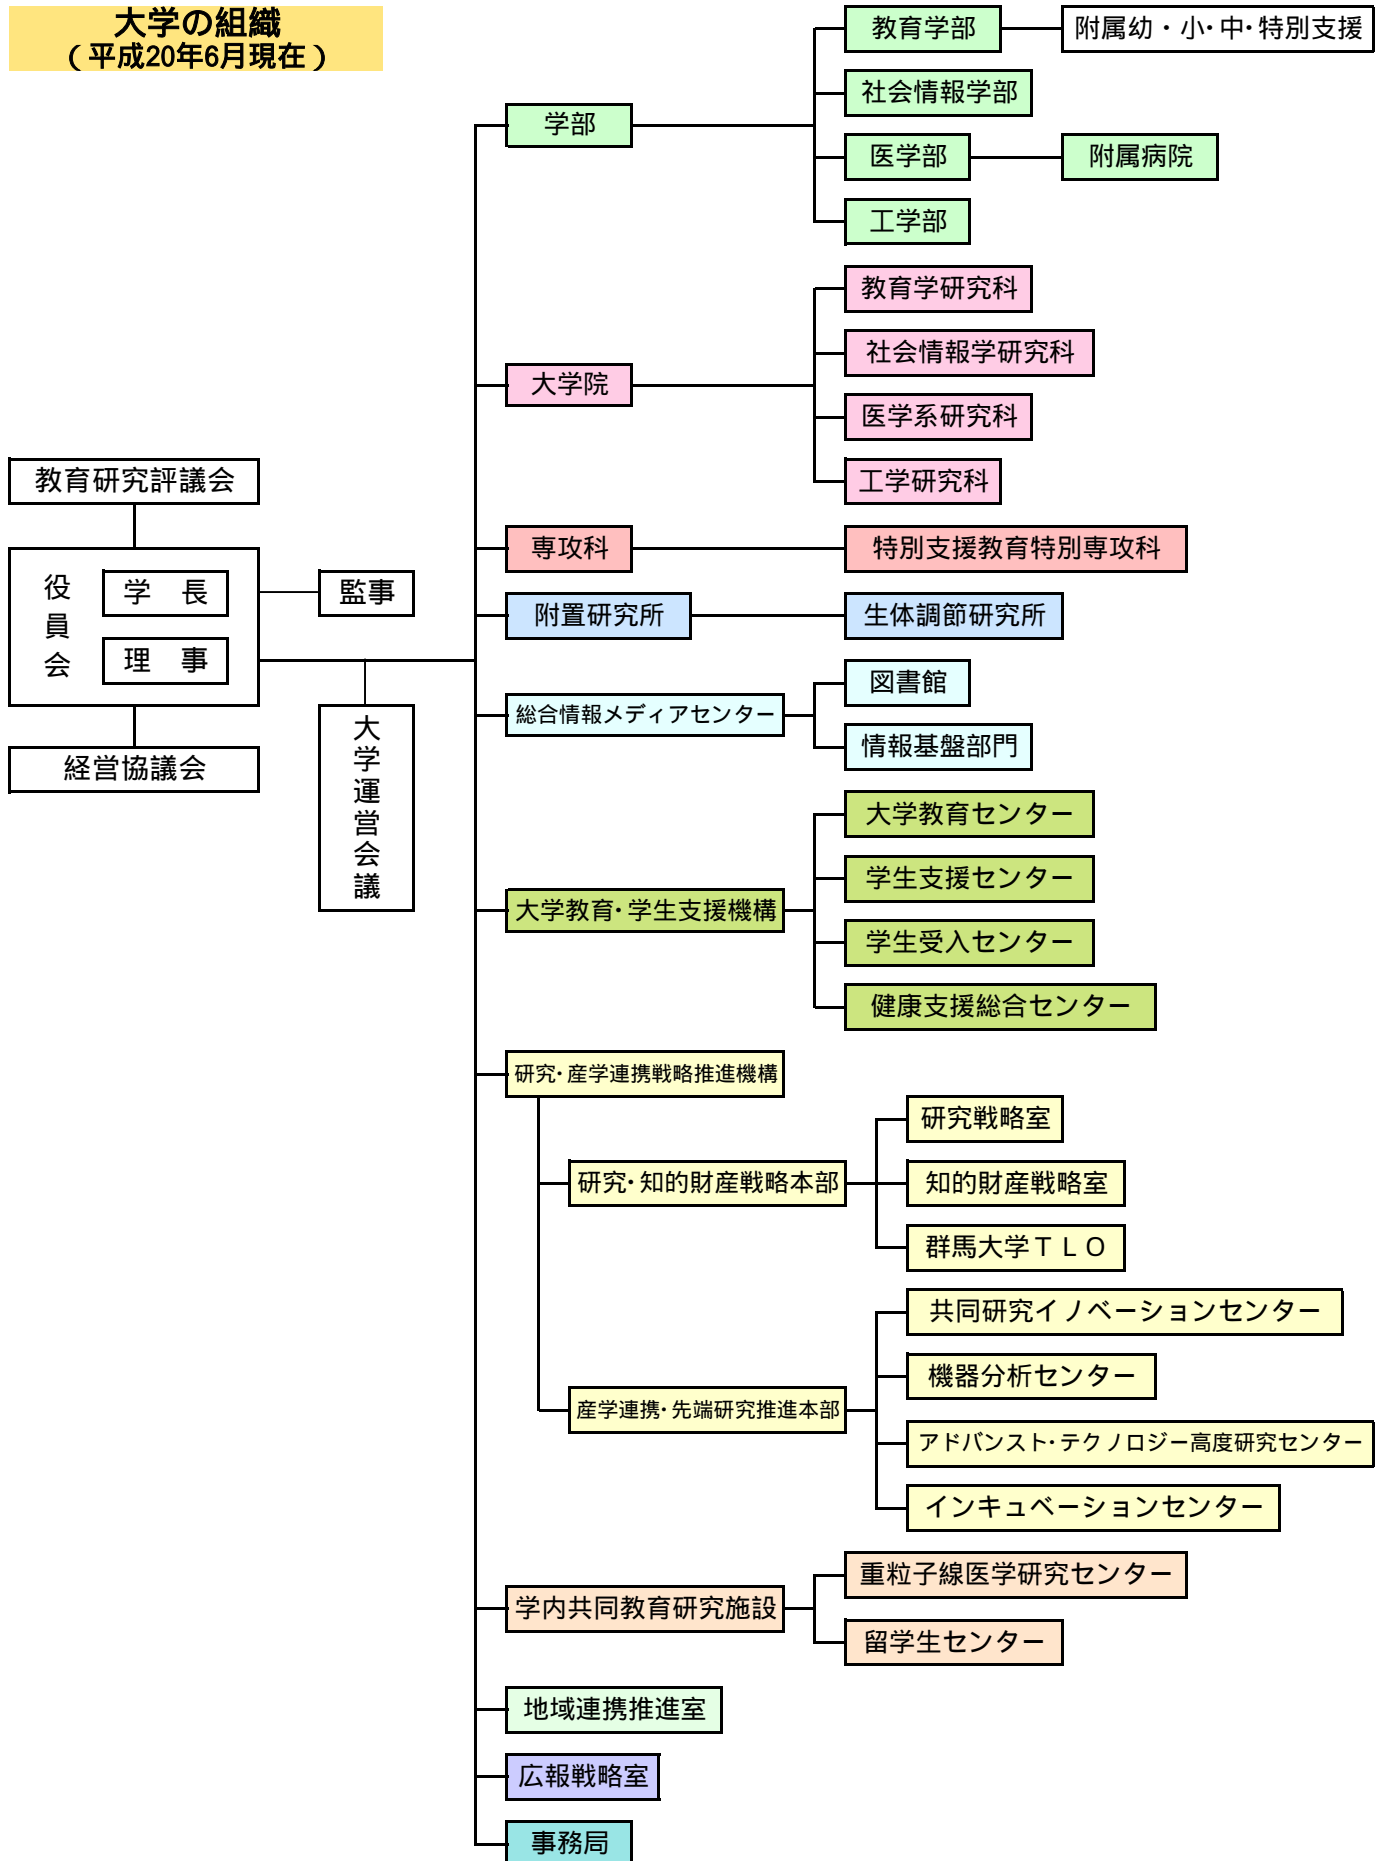 大学の組織
（平成20年6月現在）
教育研究評議会
役員会
学　長
理　事
監事
経営協議会
大学運営会議
学部
教育学部
附属幼・小・中・特別支援
社会情報学部
医学部
附属病院
工学部
大学院
教育学研究科
社会情報学研究科
医学系研究科
工学研究科
専攻科
特別支援教育特別専攻科
附置研究所
生体調節研究所
総合情報メディアセンター
図書館
情報基盤部門
大学教育・学生支援機構
大学教育センター
学生支援センター
学生受入センター
健康支援総合センター
研究・産学連携戦略推進機構
研究・知的財産戦略本部
研究戦略室
知的財産戦略室
群馬大学ＴＬＯ
産学連携・先端研究推進本部
共同研究イノベーションセンター
機器分析センター
アドバンスト・テクノロジー高度研究センター
インキュベーションセンター
学内共同教育研究施設
重粒子線医学研究センター
留学生センター
地域連携推進室
広報戦略室
事務局